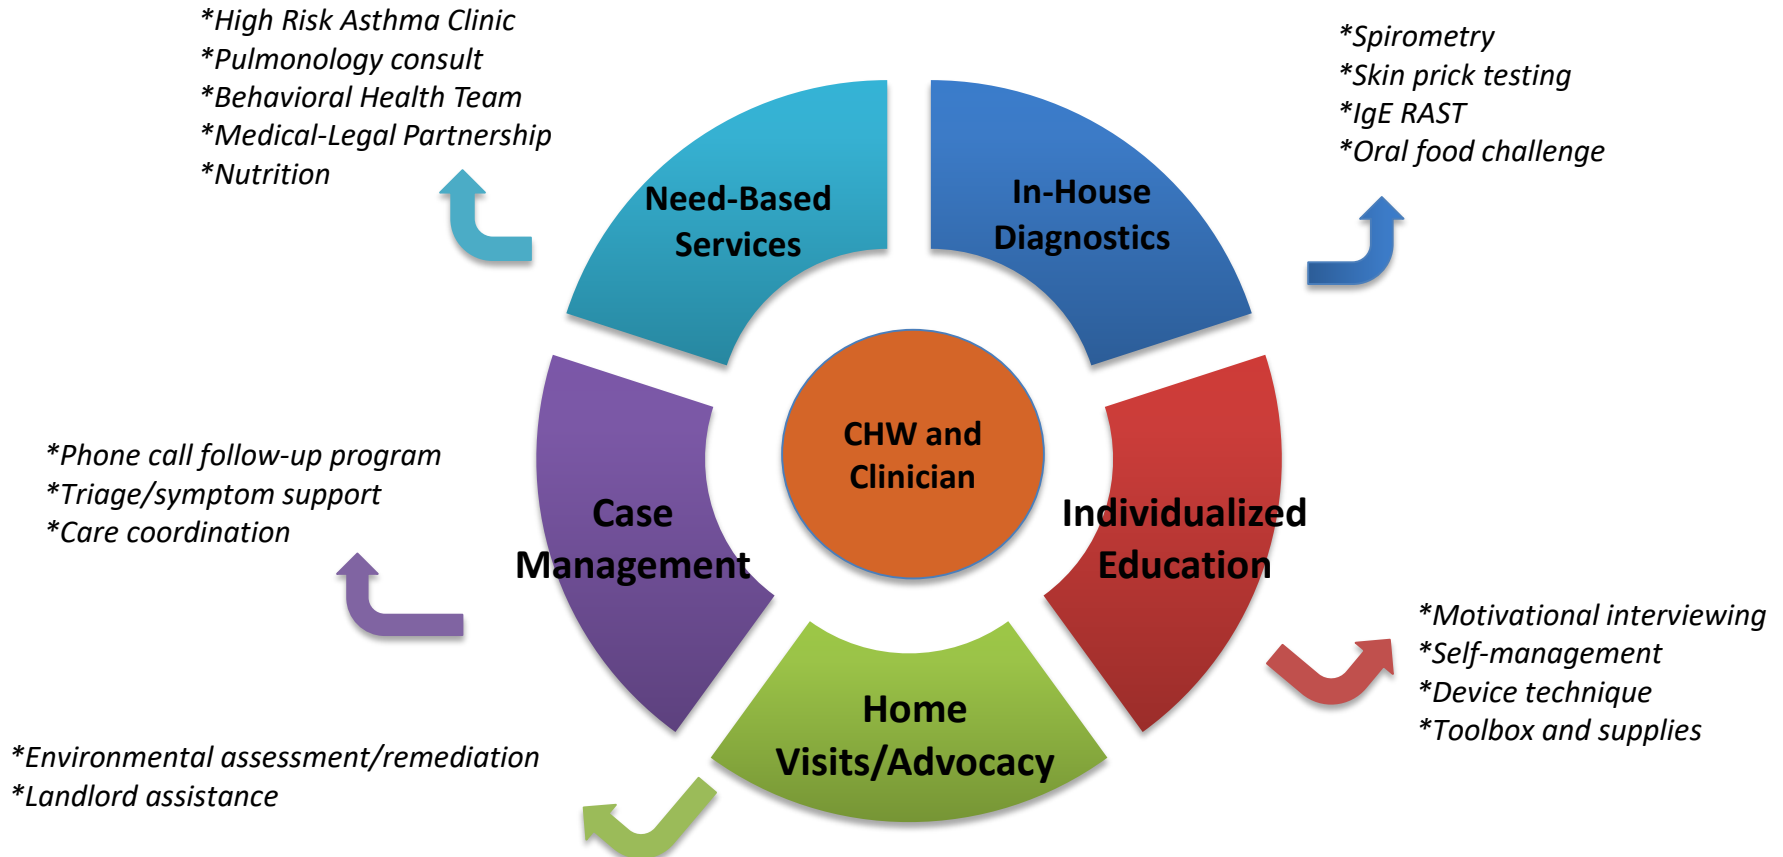 *High Risk Asthma Clinic
*Pulmonology consult
*Behavioral Health Team
*Medical-Legal Partnership
*Nutrition
*Spirometry
*Skin prick testing
*IgE RAST
*Oral food challenge
Need-Based
Services
In-House
Diagnostics
CHW and
Clinician
*Phone call follow-up program
*Triage/symptom support
*Care coordination
Case
Management
Individualized
Education
*Motivational interviewing
*Self-management
*Device technique
*Toolbox and supplies
Home
Visits/Advocacy
*Environmental assessment/remediation
*Landlord assistance